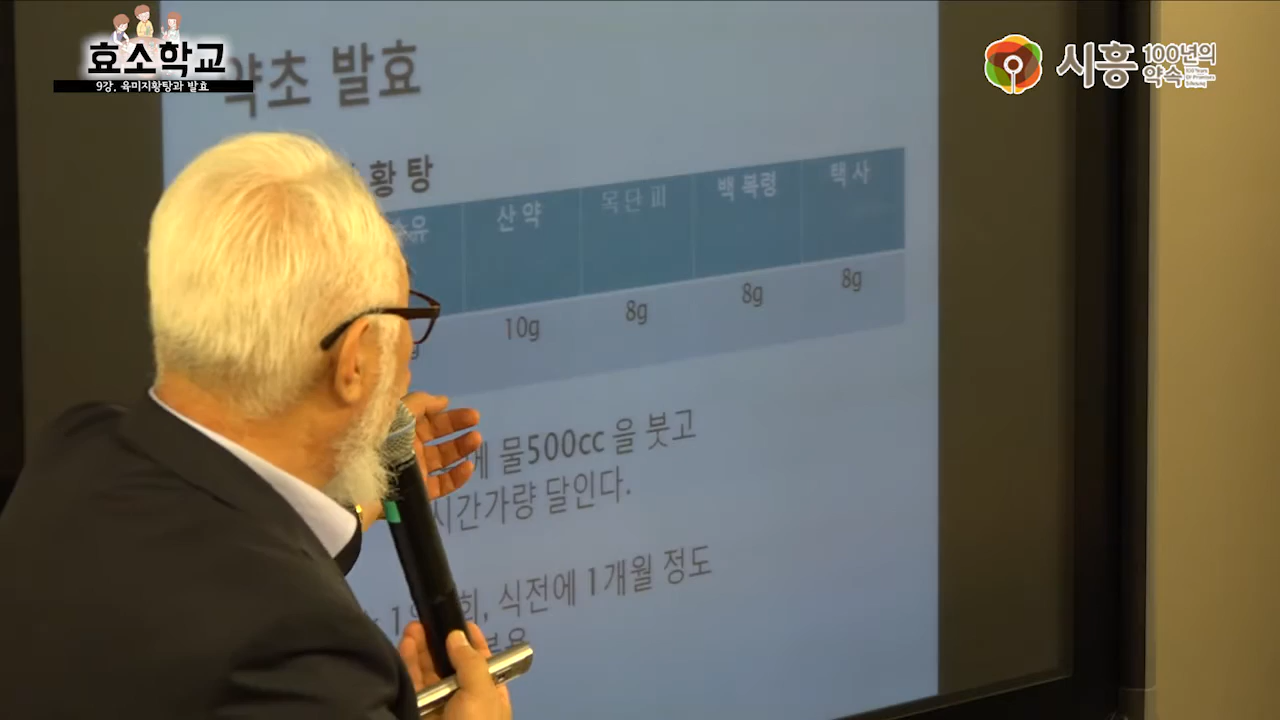 효소학교
9강. 육미지황탕과 발효
시흥 100년의 약속
약초 발효
황탕
산약 목단피 백복령 택사
10g 8g 8g 8g
물500cc 을 붓고
시간가량 달인다.
식전에 1개월 정도